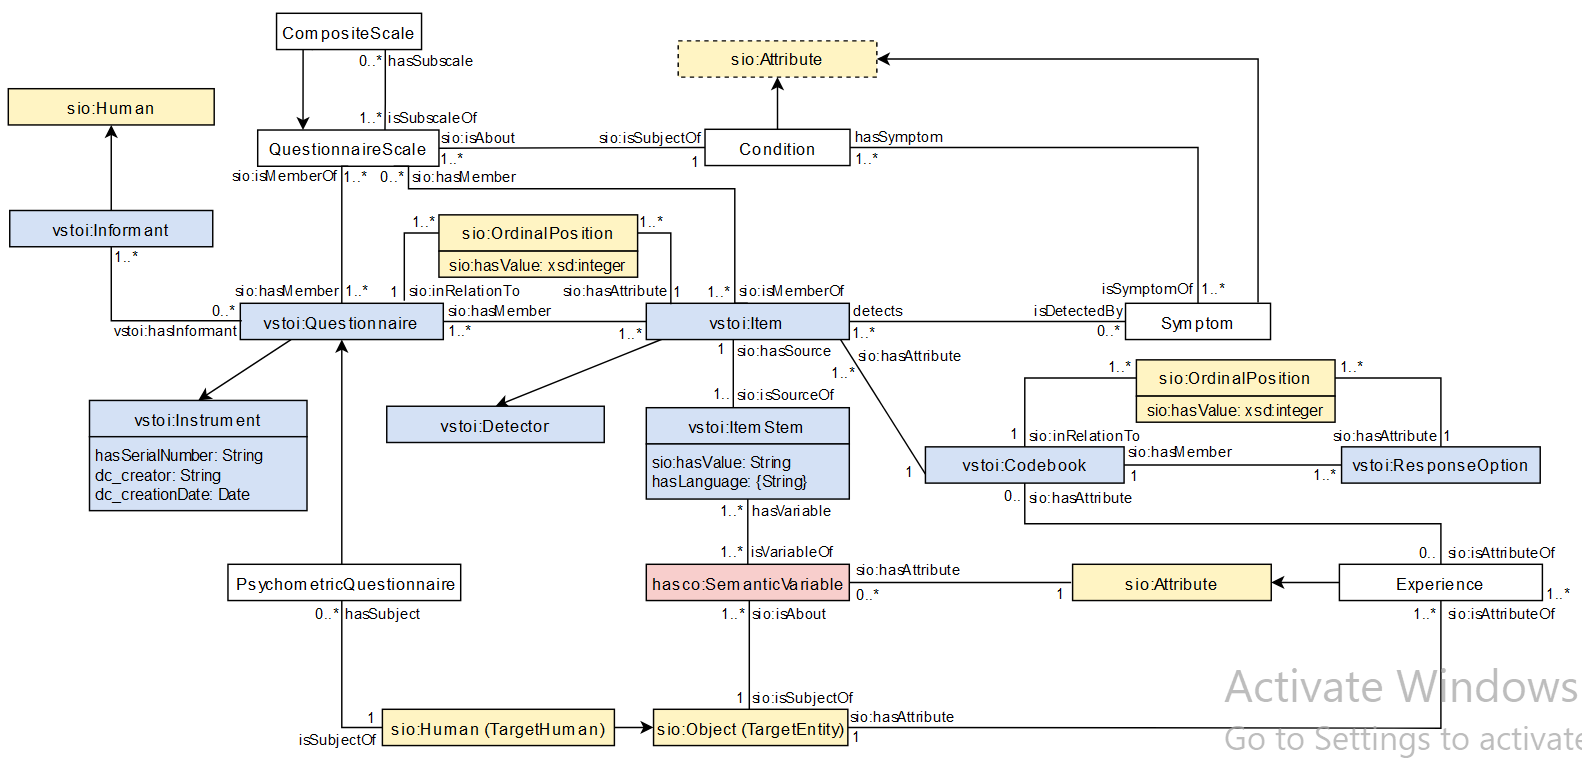 CompositeScale
0..* hasSubscale
1..* isSubscaleOf
sio:Attribute
sio:Human
QuestionnaireScale
sio:isAbout
1..*
sio:isSubjectOf
1
Condition
hasSymptom
1..*
sio:isMemberOf 1..*
0..* sio:hasMember
vstoi:Informant
1..*
1..*
sio:OrdinalPosition
1..*
sio:hasValue: xsd:integer
sio:hasMember 1..*
1 sio:inRelationTo
sio:hasAttribute 1
1..* sio:isMemberOf
isSymptomOf 1..*
0..*
vstoi:hasInformant
vstoi:Questionnaire
sio:hasMember
1..*
1..*
vstoi:Item
detects
1..*
isDetectedBy
0..*
Symptom
1 sio:hasSource
sio:hasAttribute
1..*
1.. sio:isSourceOf
1..*
sio:OrdinalPosition
1..*
sio:hasValue: xsd:integer
vstoi:Instrument
hasSerialNumber: String
dc_creator: String
dc_creationDate: Date
vstoi:Detector
vstoi:ItemStem
sio:hasValue: String
hasLanguage: {String}
1 sio:inRelationTo
sio:hasAttribute 1
1
vstoi:Codebook
sio:hasMember
1
1..*
vstoi:ResponseOption
0.. sio:hasAttribute
1..* hasVariable
1..* isVariableOf
0.. sio:isAttributeOf
PsychometricQuestionnaire
hasco:SemanticVariable
sio:hasAttribute
0..*
1
sio:Attribute
Experience
1..*
0..* hasSubject
1..* sio:isAbout
1..* sio:isAttributeOf
1
isSubjectOf
sio:Human (TargetHuman)
1 sio:isSubjectOf
sio:Object (TargetEntity)
sio:hasAttribute
1
Activate Windows
Go to Settings to activate